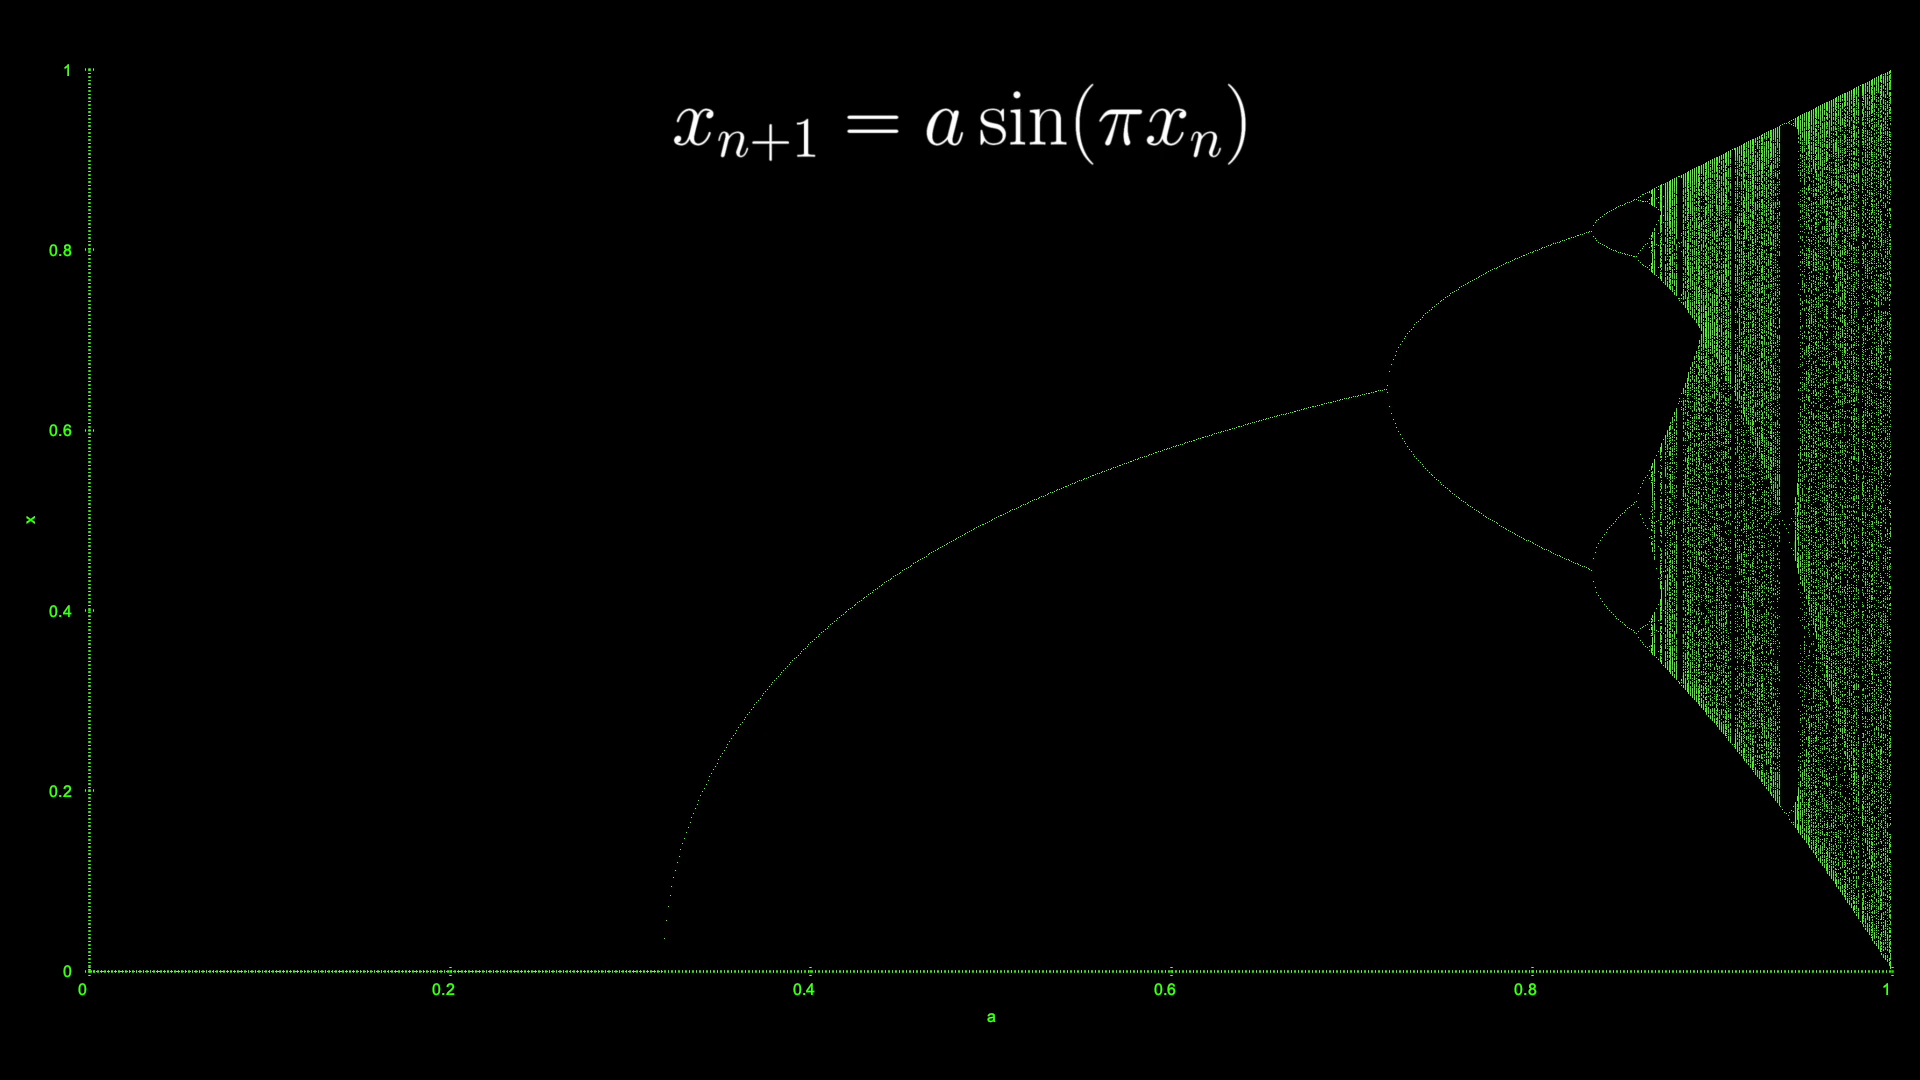 x_{n+1} = a sin(πx_n)
1
0.8
0.6
x
0.4
0.2
0
0 0.2 0.4 0.6 0.8 1
a